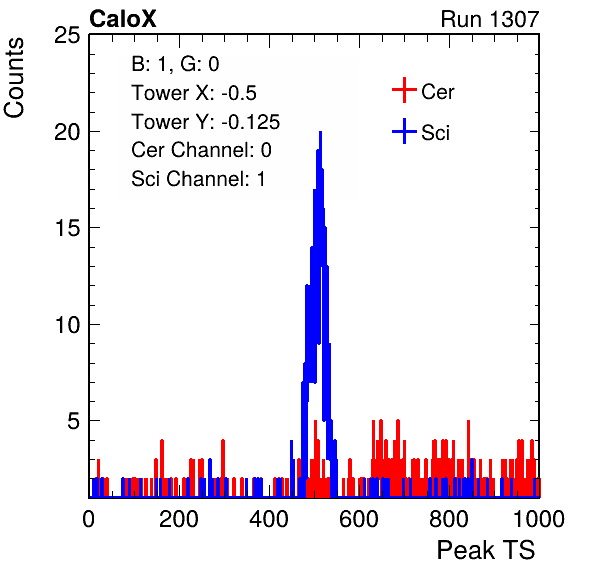 CaloX Run 1307
Counts
25
20
15
10
5
B: 1, G: 0
Tower X: -0.5
Tower Y: -0.125
Cer Channel: 0
Sci Channel: 1
Cer
Sci
0 200 400 600 800 1000
Peak TS